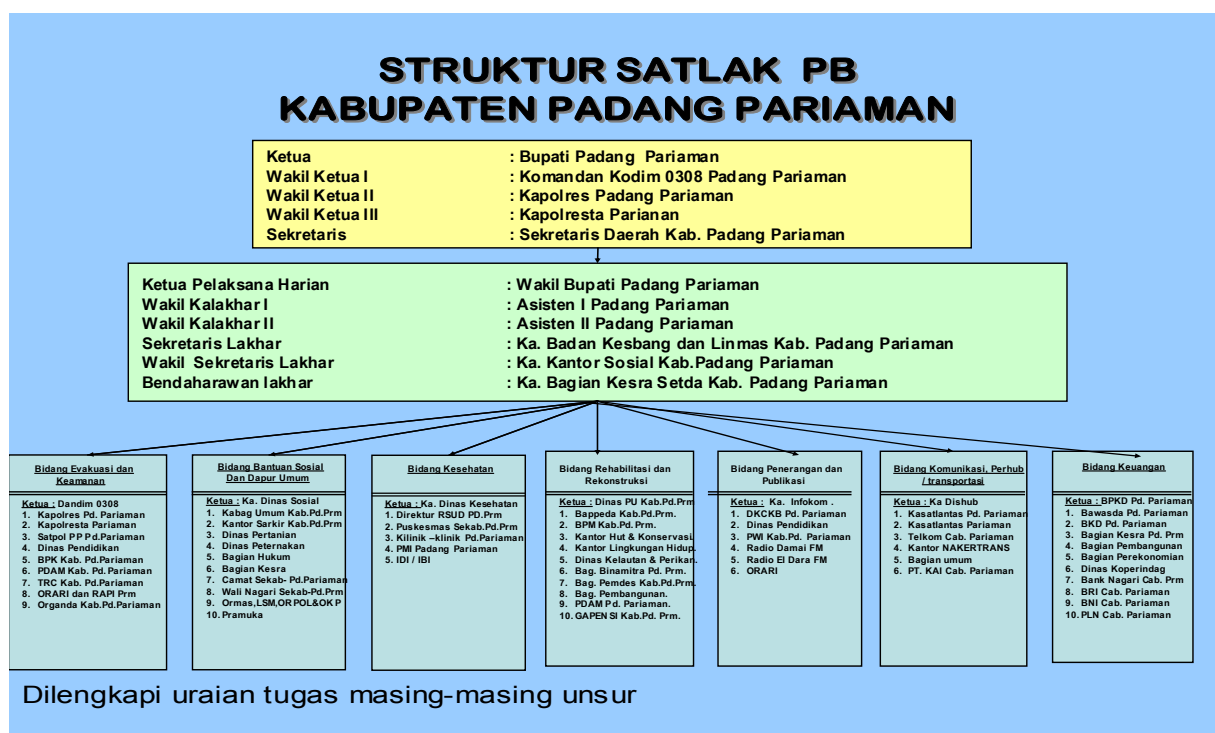 STRUKTUR SATLAK PB
KABUPATEN PADANG PARIAMAN
Ketua : Bupati Padang Pariaman
Wakil Ketua I : Komandan Kodim 0308 Padang Pariaman
Wakil Ketua II : Kapolres Padang Pariaman
Wakil Ketua III : Kapolresta Parianan
Sekretaris : Sekretaris Daerah Kab. Padang Pariaman
Ketua Pelaksana Harian : Wakil Bupati Padang Pariaman
Wakil Kalakhar I : Asisten I Padang Pariaman
Wakil Kalakhar II : Asisten II Padang Pariaman
Sekretaris Lakhar : Ka. Badan Kesbang dan Linmas Kab. Padang Pariaman
Wakil Sekretaris Lakhar : Ka. Kantor Sosial Kab.Padang Pariaman
Bendaharawan lakhar : Ka. Bagian Kesra Setda Kab. Padang Pariaman
Bidang Evakuasi dan
Keamanan
Ketua : Dandim 0308
1. Kapolres Pd. Pariaman
2. Kapolresta Pariaman
3. Satpol PP Pd.Pariaman
4. Dinas Pendidikan
5. BPK Kab. Pd.Pariaman
6. PDAM Kab. Pd.Pariaman
7. TRC Kab. Pd.Pariaman
8. ORARI dan RAPI Prm
9. Organda Kab.Pd.Pariaman
Bidang Bantuan Sosial
Dan Dapur Umum
Ketua : Ka. Dinas Sosial
1. Kabag Umum Kab.Pd.Prm
2. Kantor Sarkir Kab.Pd.Prm
3. Dinas Pertanian
4. Dinas Peternakan
5. Bagian Hukum
6. Bagian Kesra
7. Camat Sekab- Pd.Pariaman
8. Wali Nagari Sekab-Pd.Prm
9. Ormas,LSM,ORPOL&OKP
10. Pramuka
Bidang Kesehatan
Ketua : Ka. Dinas Kesehatan
1. Direktur RSUD PD.Prm
2. Puskesmas Sekab.Pd.Prm
3. Kilinik –klinik Pd.Pariaman
4. PMI Padang Pariaman
5. IDI / IBI
Bidang Rehabilitasi dan
Rekonstruksi
Ketua : Dinas PU Kab.Pd.Prm
1. Bappeda Kab.Pd.Prm.
2. BPM Kab. Prm.
3. Kantor Hut & Konservasi.
4. Kantor Lingkungan Hidup.
5. Dinas Kelautan & Perikan.
6. Bag. Binamitra Pd. Prm.
7. Bag. Pemdes Kab.Pd.Prm.
8. Bag. Pembangunan.
9. PDAM Pd. Pariaman.
10. GAPENSI Kab.Pd. Prm.
Bidang Penerangan dan
Publikasi
Ketua : Ka. Infokom .
1. DKCKB Pd. Pariaman
2. Dinas Pendidikan
3. PWI Kab.Pd. Pariaman
4. Radio Damai FM
5. Radio El Dara FM
6. ORARI
Bidang Komunikasi, Perhub
/ transportasi
Ketua : Ka Dishub
1. Kasatlantas Pd. Pariaman
2. Kasatlantas Pariaman
3. Telkom Cab. Pariaman
4. Kantor NAKERTRANS
5. Bagian umum
6. PT. KAI Cab. Pariaman
Bidang Keuangan
Ketua : BPKD Pd. Pariaman
1. Bawasda Pd. Pariaman
2. BKD Pd. Pariaman
3. Bagian Kesra Pd. Prm
4. Bagian Pembangunan
5. Bagian Perekonomian
6. Dinas Koperindag
7. Bank Nagari Cab. Prm
8. BRI Cab. Pariaman
9. BNI Cab. Pariaman
10. PLN Cab. Pariaman
Dilengkapi uraian tugas masing-masing unsur